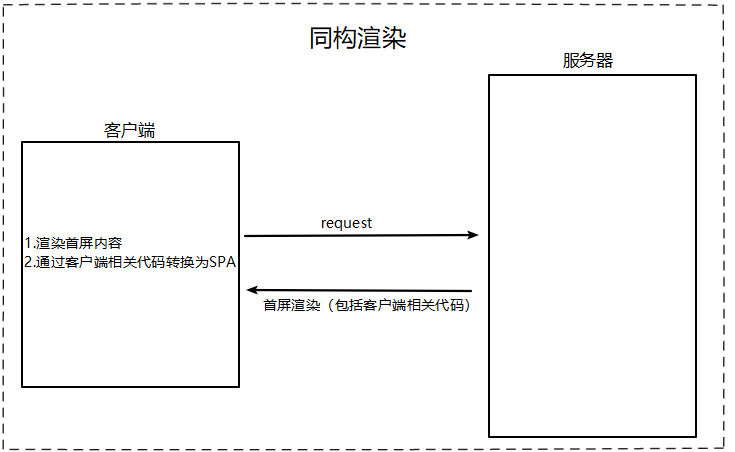 同构渲染
服务器
客户端
request
1.渲染首屏内容
2.通过客户端相关代码转换为SPA
首屏渲染（包括客户端相关代码）